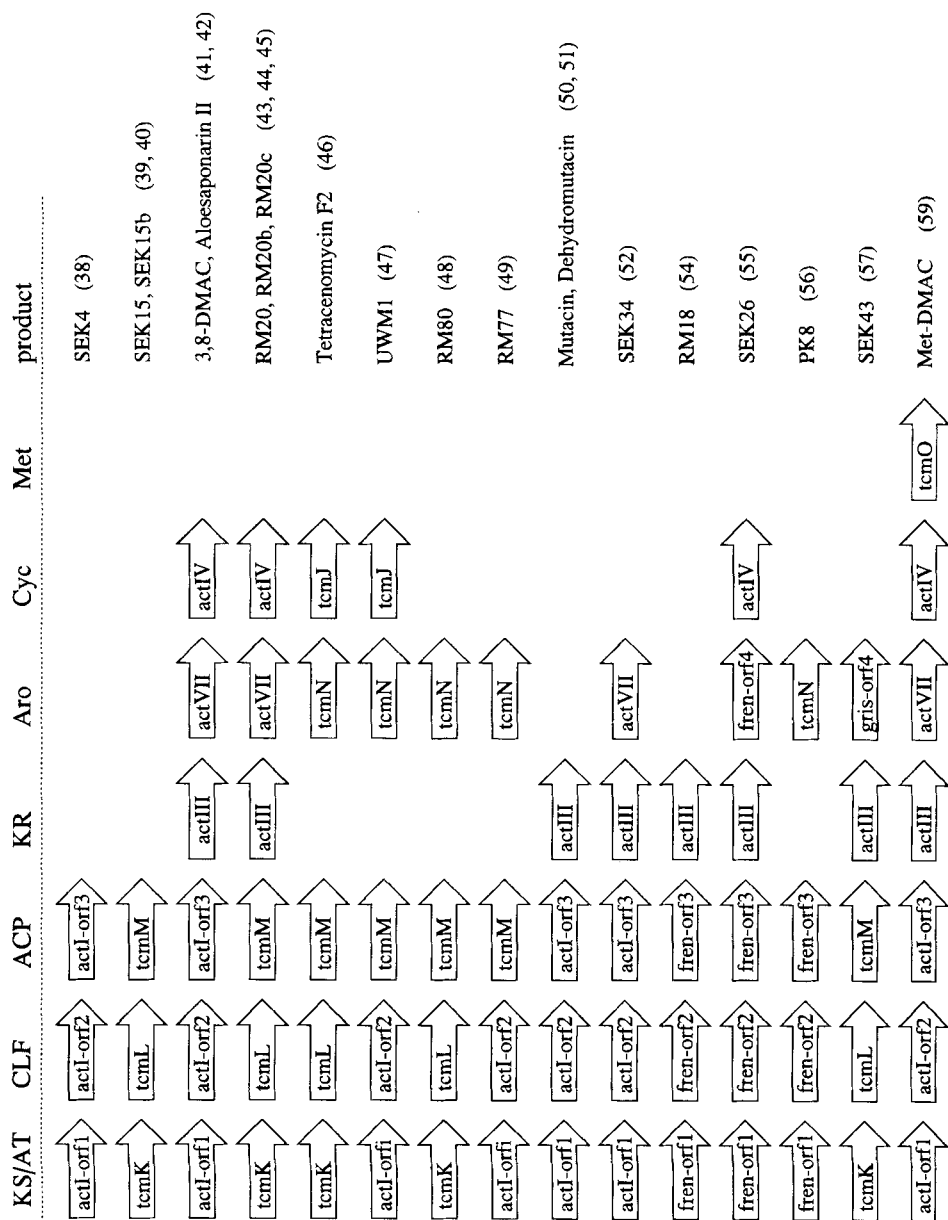 KS/AT CLF ACP KR Aro Cyc Met product
actI-orf1 actI-orf2 actI-orf3 SEK4 (38)
tcmK tcmL tcmM SEK15, SEK15b (39, 40)
actI-orf1 actI-orf2 actI-orf3 actIII actVII actIV 3,8-DMAC, Aloesaponarin II (41, 42)
tcmK tcmL tcmM actIII actVII actIV RM20, RM20b, RM20c (43, 44, 45)
tcmK tcmL tcmM tcmN tcmJ Tetracenomycin F2 (46)
actI-orfi actI-orf2 tcmM tcmN tcmJ UWM1 (47)
tcmK tcmL tcmM tcmN RM80 (48)
actI-orfi actI-orf2 tcmM tcmN RM77 (49)
actI-orf1 actI-orf2 actI-orf3 actIII Mutacin, Dehydromutacin (50, 51)
actI-orf1 actI-orf2 actI-orf3 actIII actVII SEK34 (52)
fren-orf1 fren-orf2 fren-orf3 actIII RM18 (54)
fren-orf1 fren-orf2 fren-orf3 actIII fren-orf4 actIV SEK26 (55)
fren-orf1 fren-orf2 fren-orf3 tcmN PK8 (56)
tcmK tcmL tcmM actIII gris-orf4 SEK43 (57)
actI-orf1 actI-orf2 actI-orf3 actIII actVII actIV tcmO Met-DMAC (59)